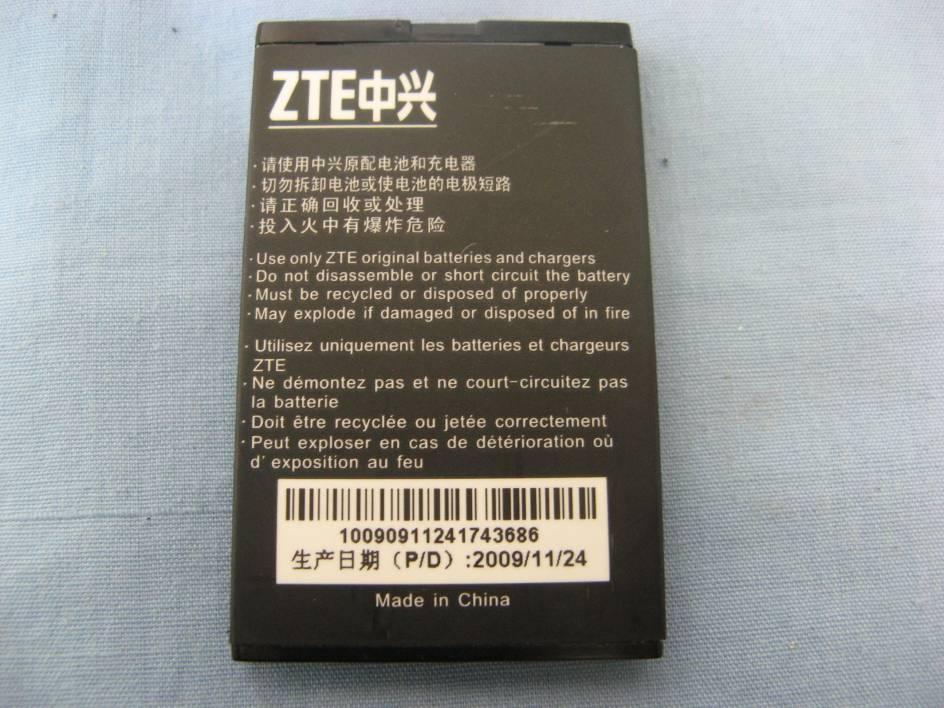 ZTE中兴
·请使用中兴原配电池和充电器
·切勿拆卸电池或使电池的电极短路
·请正确回收或处理
·投入火中有爆炸危险
·Use only ZTE original batteries and chargers
·Do not disassemble or short circuit the battery
·Must be recycled or disposed of properly
·May explode if damaged or disposed of in fire
·Utilisez uniquement les batteries et chargeurs
ZTE
·Ne démontez pas et ne court-circuitez pas
la batterie
·Doit être recyclée ou jetée correctement
·Peut exploser en cas de détérioration où
d' exposition au feu
10090911241743686
生产日期（P/D）:2009/11/24
Made in China